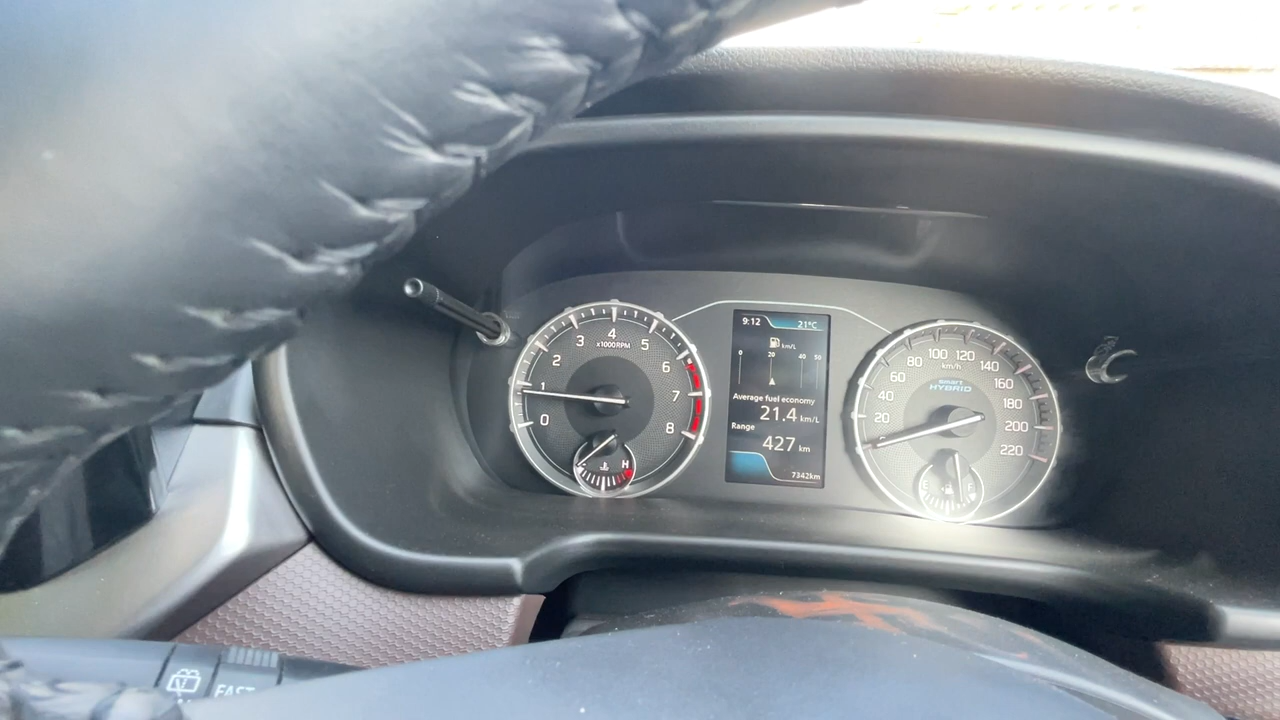 0
1
2
3
4
5
6
7
8
x1000RPM
H
9:12
21°C
km/L
0 20 40 50
Average fuel economy
21.4 km/L
Range
427 km
7342km
20
40
60
80
100
120
140
160
180
200
220
km/h
smart
HYBRID
E
F
FAST